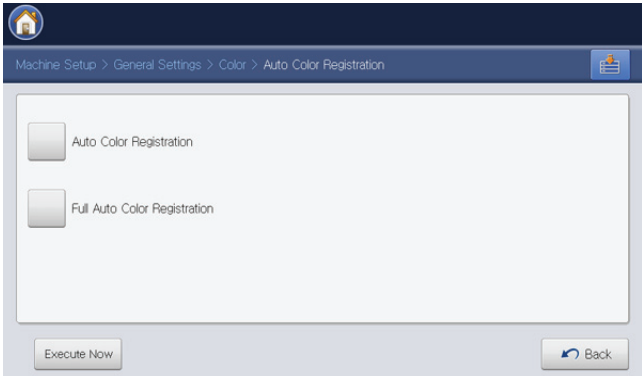 Machine Setup > General Settings > Color > Auto Color Registration
Auto Color Registration
Full Auto Color Registration
Execute Now
Back